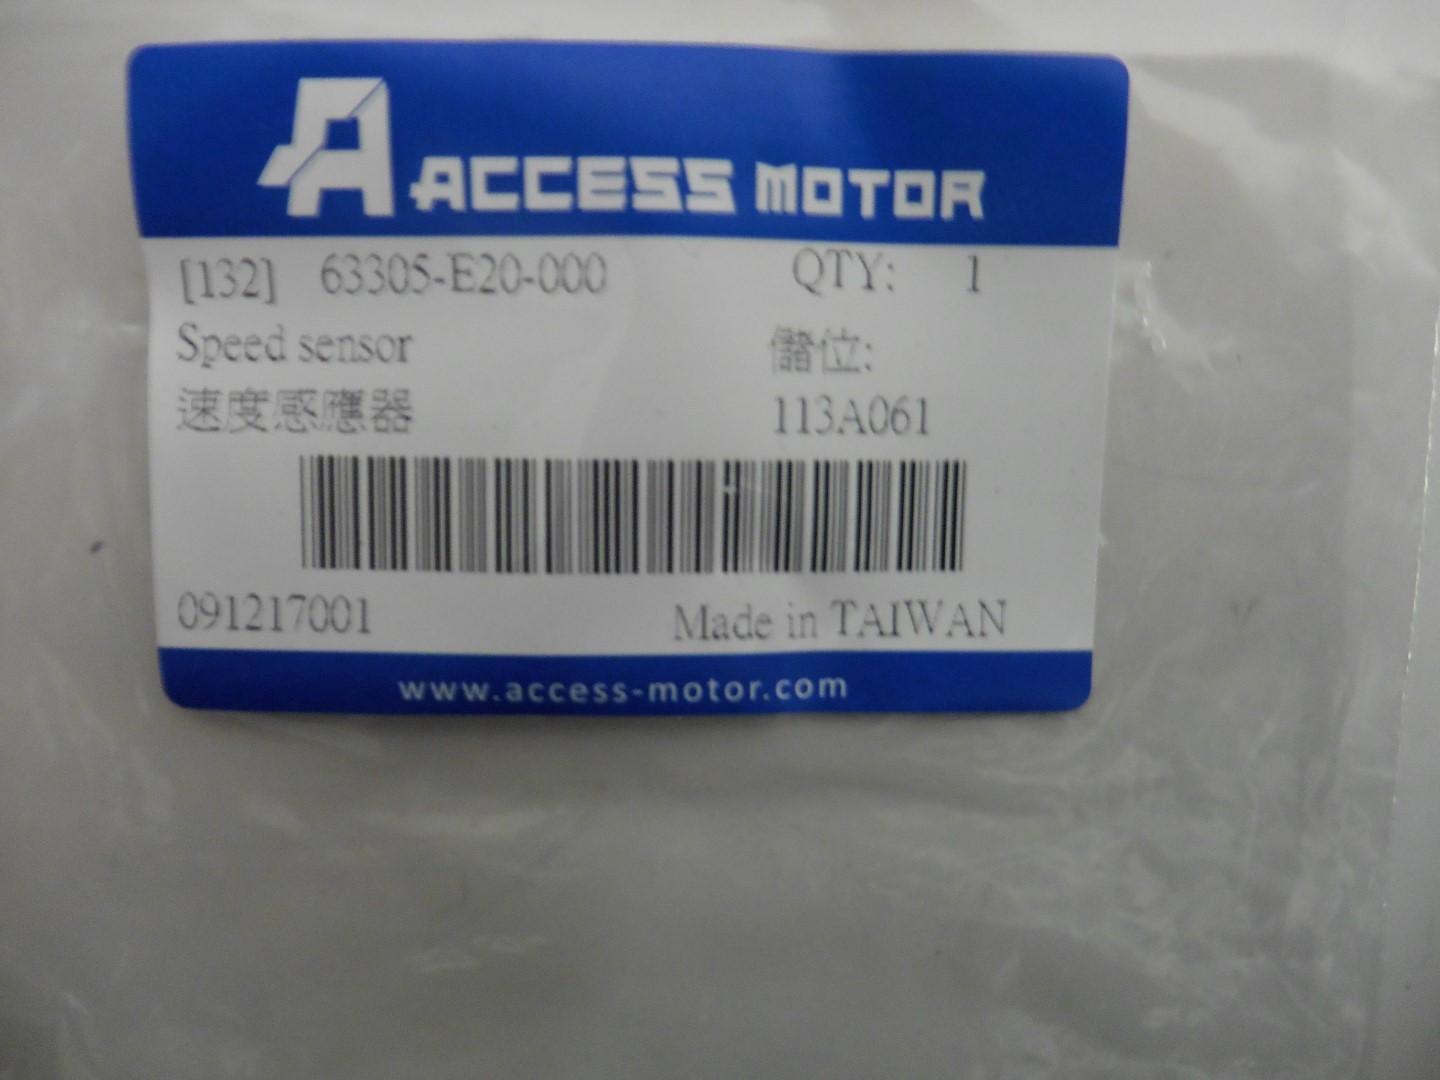 ACCESS MOTOR
[132] 63305-E20-000 QTY: 1
Speed sensor 儲位:
速度感應器 113A061
091217001 Made in TAIWAN
www.access-motor.com